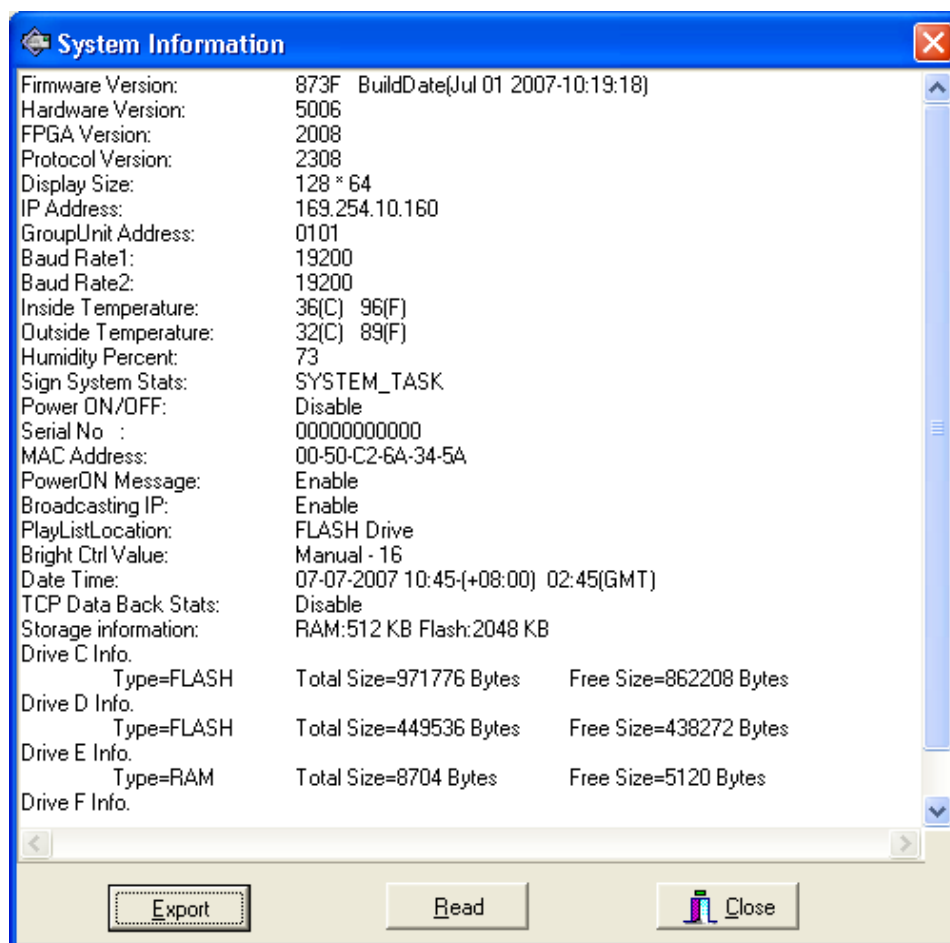 System Information
Firmware Version: 873F BuildDate(Jul 01 2007-10:19:18)
Hardware Version: 5006
FPGA Version: 2008
Protocol Version: 2308
Display Size: 128 * 64
IP Address: 169.254.10.160
GroupUnit Address: 0101
Baud Rate1: 19200
Baud Rate2: 19200
Inside Temperature: 36(C) 96(F)
Outside Temperature: 32(C) 89(F)
Humidity Percent: 73
Sign System Stats: SYSTEM_TASK
Power ON/OFF: Disable
Serial No : 00000000000
MAC Address: 00-50-C2-6A-34-5A
PowerON Message: Enable
Broadcasting IP: Enable
PlayListLocation: FLASH Drive
Bright Ctrl Value: Manual - 16
Date Time: 07-07-2007 10:45-(+08:00) 02:45(GMT)
TCP Data Back Stats: Disable
Storage information: RAM:512 KB Flash:2048 KB
Drive C Info.
Type=FLASH Total Size=971776 Bytes Free Size=862208 Bytes
Drive D Info.
Type=FLASH Total Size=449536 Bytes Free Size=438272 Bytes
Drive E Info.
Type=RAM Total Size=8704 Bytes Free Size=5120 Bytes
Drive F Info.
Export Read Close